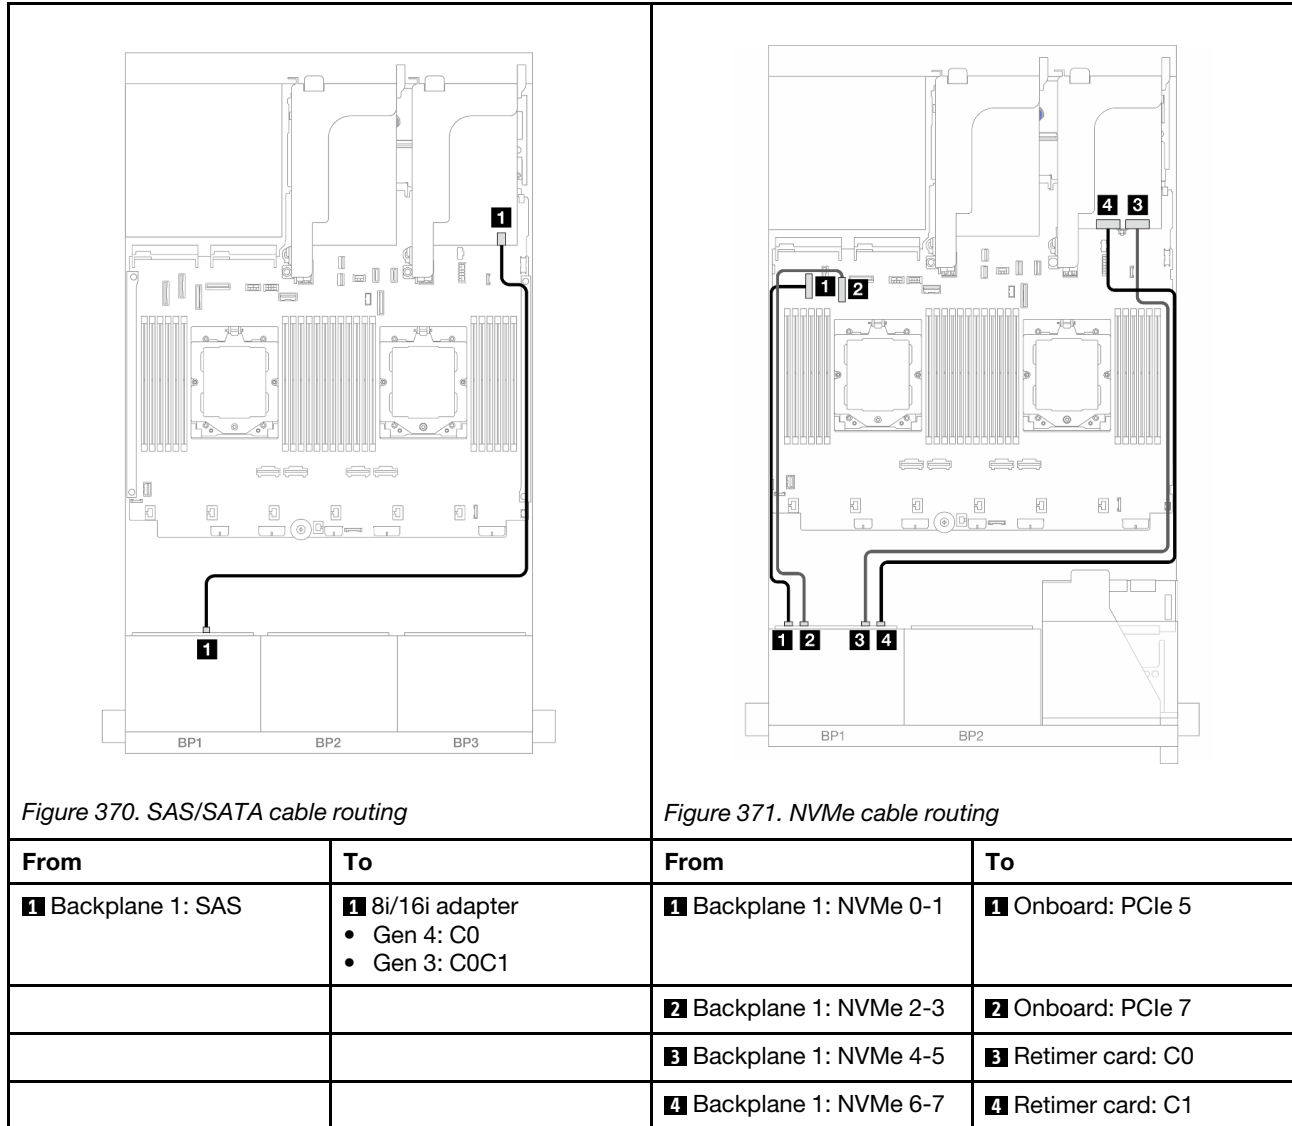 1
1
BP1 BP2 BP3
Figure 370. SAS/SATA cable routing
4 3
1 2
1 2 3 4
BP1 BP2
Figure 371. NVMe cable routing
From To From To
1 Backplane 1: SAS
1 8i/16i adapter
• Gen 4: C0
• Gen 3: C0C1
1 Backplane 1: NVMe 0-1
1 Onboard: PCIe 5
2 Backplane 1: NVMe 2-3
2 Onboard: PCIe 7
3 Backplane 1: NVMe 4-5
3 Retimer card: C0
4 Backplane 1: NVMe 6-7
4 Retimer card: C1